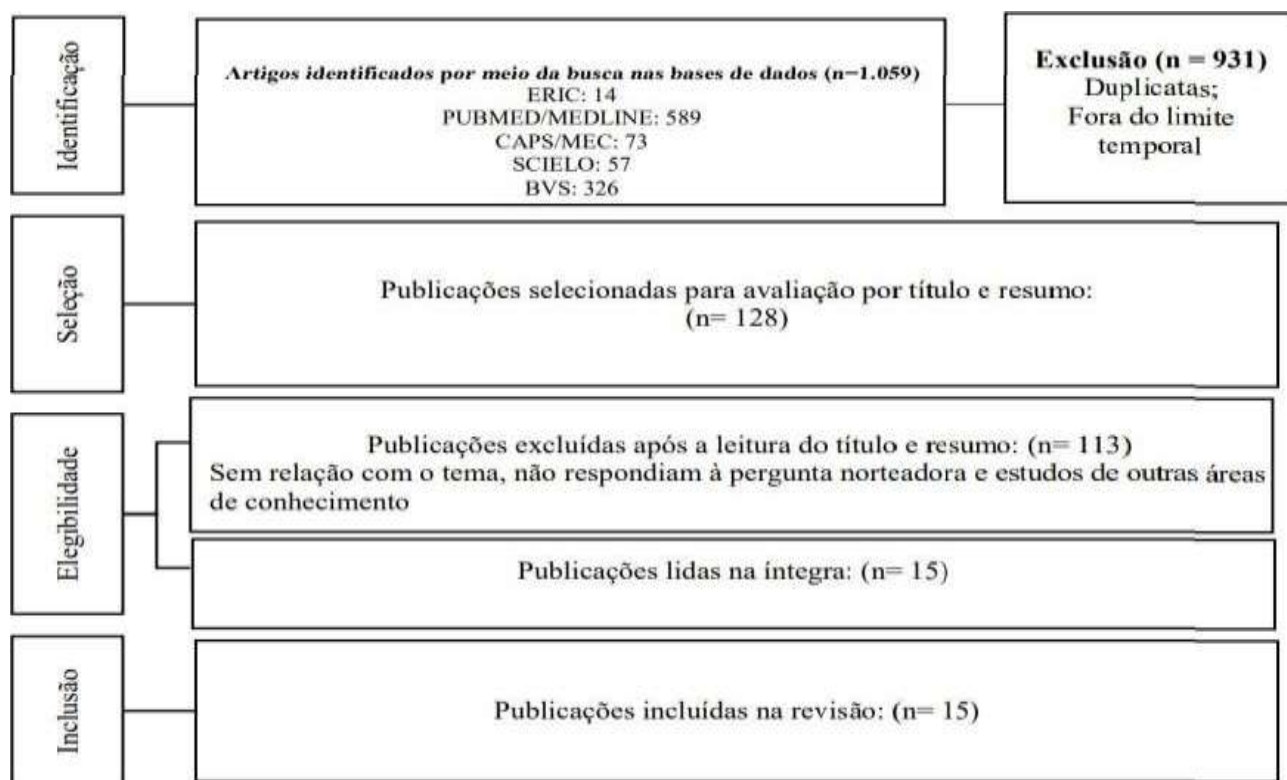 Identificação
Artigos identificados por meio da busca nas bases de dados (n=1.059)
ERIC: 14
PUBMED/MEDLINE: 589
CAPS/MEC: 73
SCIELO: 57
BVS: 326
Exclusão (n = 931)
Duplicatas;
Fora do limite
temporal
Seleção
Publicações selecionadas para avaliação por título e resumo:
(n= 128)
Elegibilidade
Publicações excluídas após a leitura do título e resumo: (n= 113)
Sem relação com o tema, não respondiam à pergunta norteadora e estudos de outras áreas
de conhecimento
Publicações lidas na íntegra: (n= 15)
Inclusão
Publicações incluídas na revisão: (n= 15)